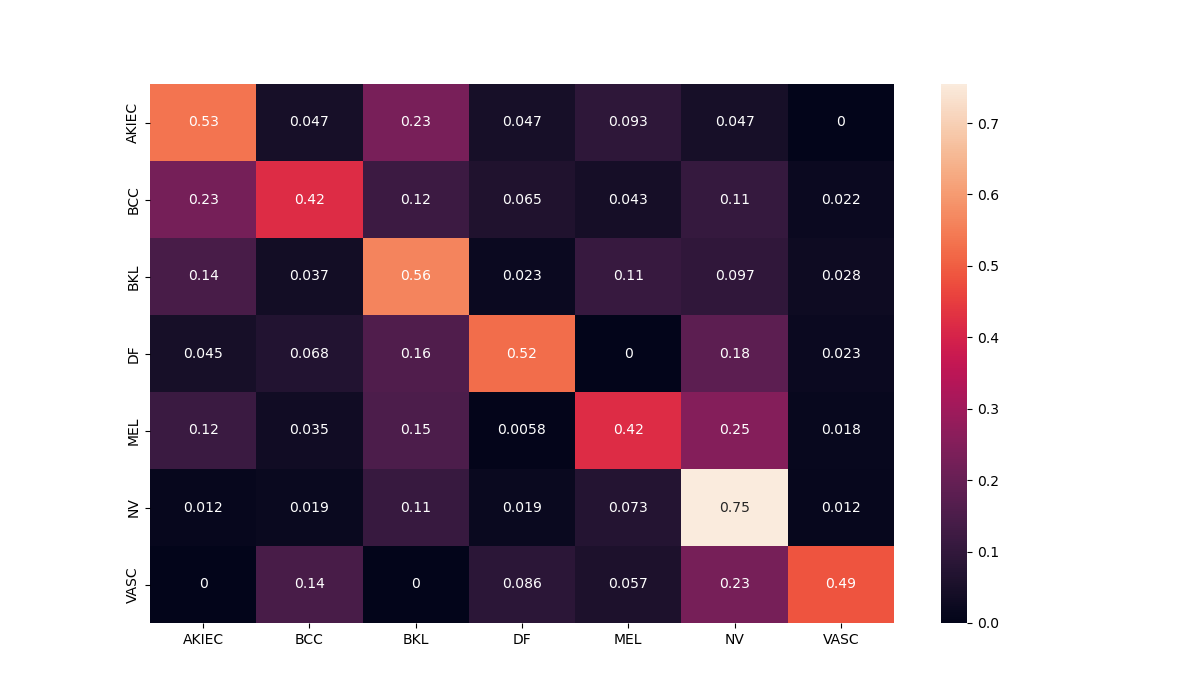 AKIEC 0.53 0.047 0.23 0.047 0.093 0.047 0 0.7
BCC 0.23 0.42 0.12 0.065 0.043 0.11 0.022 0.6
BKL 0.14 0.037 0.56 0.023 0.11 0.097 0.028 0.5
DF 0.045 0.068 0.16 0.52 0 0.18 0.023 0.4
MEL 0.12 0.035 0.15 0.0058 0.42 0.25 0.018 0.3
NV 0.012 0.019 0.11 0.019 0.073 0.75 0.012 0.2
VASC 0 0.14 0 0.086 0.057 0.23 0.49 0.1
0.0
AKIEC BCC BKL DF MEL NV VASC